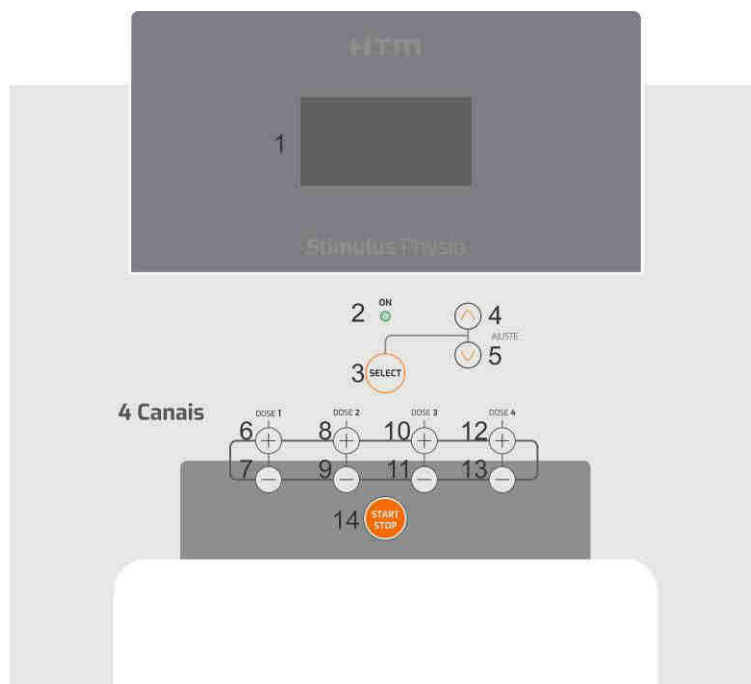 HTM
1
Stimulus Physio
2 ON
4
AJUSTE
5
3 SELECT
4 Canais
DOSE 1 DOSE 2 DOSE 3 DOSE 4
6 + 8 + 10 + 12 +
7 - 9 - 11 - 13 -
14 START
STOP